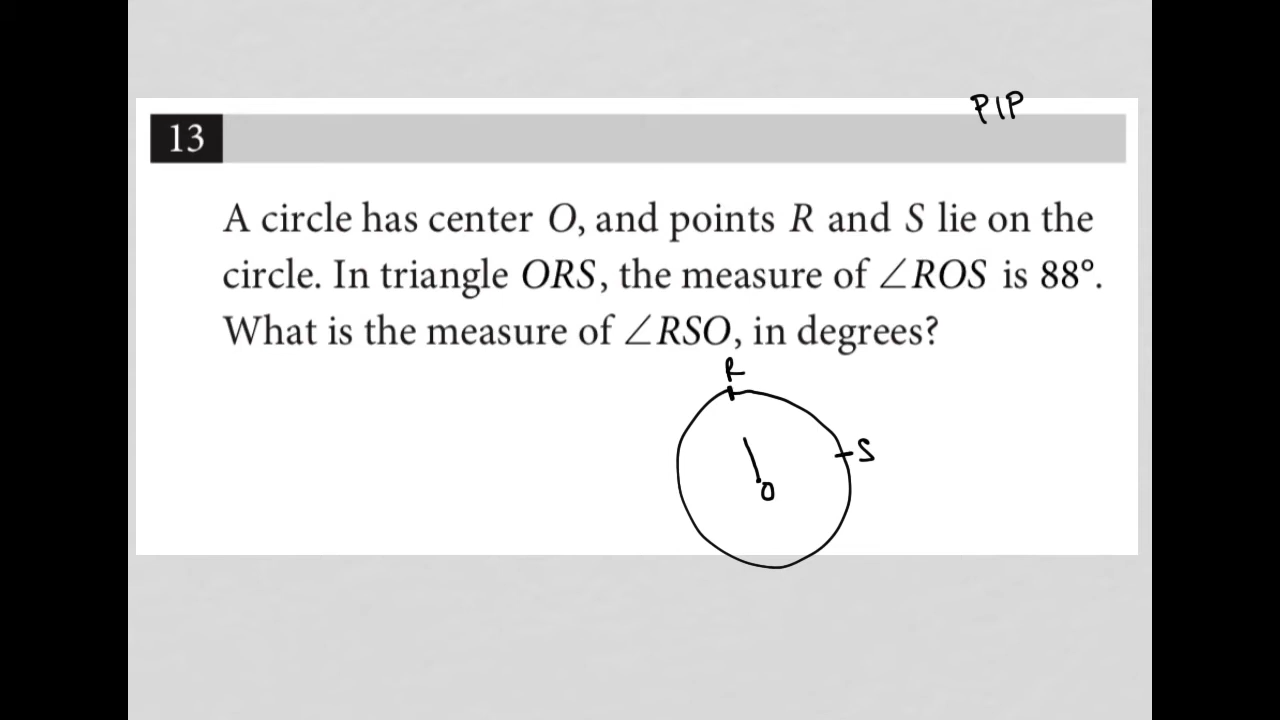 PIP
13
A circle has center O, and points R and S lie on the
circle. In triangle ORS, the measure of ∠ROS is 88°.
What is the measure of ∠RSO, in degrees?
R
S
O